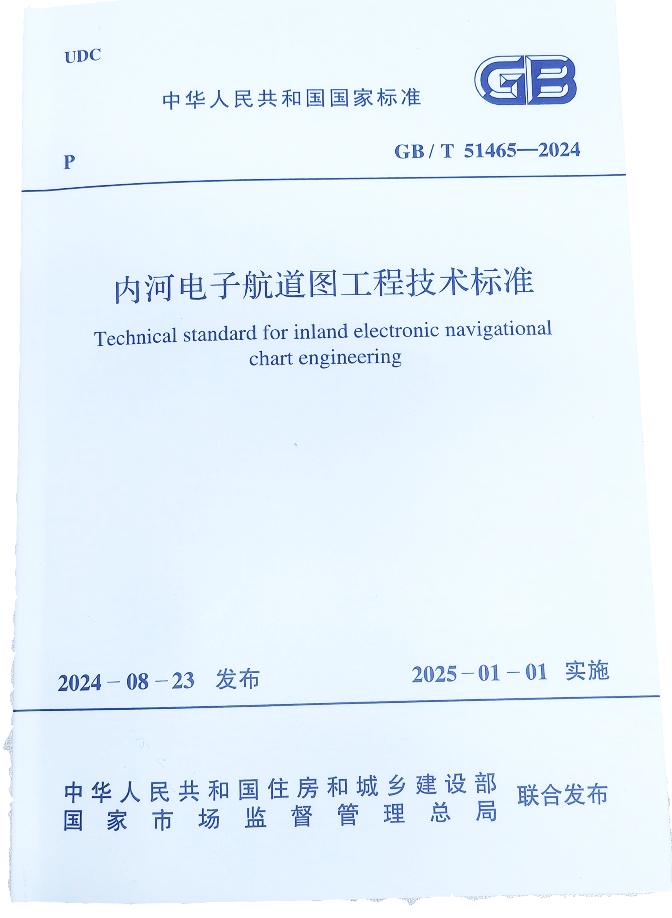 UDC
GB
中华人民共和国国家标准
P
GB/T 51465—2024
内河电子航道图工程技术标准
Technical standard for inland electronic navigational
chart engineering
2024-08-23 发布
2025-01-01 实施
中华人民共和国住房和城乡建设部
国家市场监督管理总局
联合发布